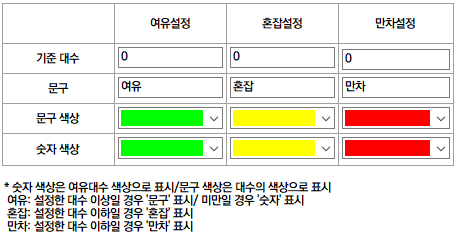 여유설정 혼잡설정 만차설정
기준 대수 0 0 0
문구 여유 혼잡 만차
문구 색상
숫자 색상
* 숫자 색상은 여유대수 색상으로 표시/문구 색상은 대수의 색상으로 표시
여유: 설정한 대수 이상일 경우 '문구' 표시/ 미만일 경우 '숫자' 표시
혼잡: 설정한 대수 이하일 경우 '혼잡' 표시
만차: 설정한 대수 이하일 경우 '만차' 표시